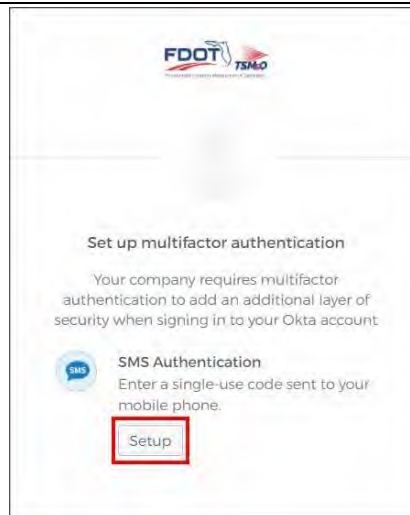 FDOT
TSM&O
Set up multifactor authentication
Your company requires multifactor
authentication to add an additional layer of
security when signing in to your Okta account
SMS
SMS Authentication
Enter a single-use code sent to your
mobile phone.
Setup